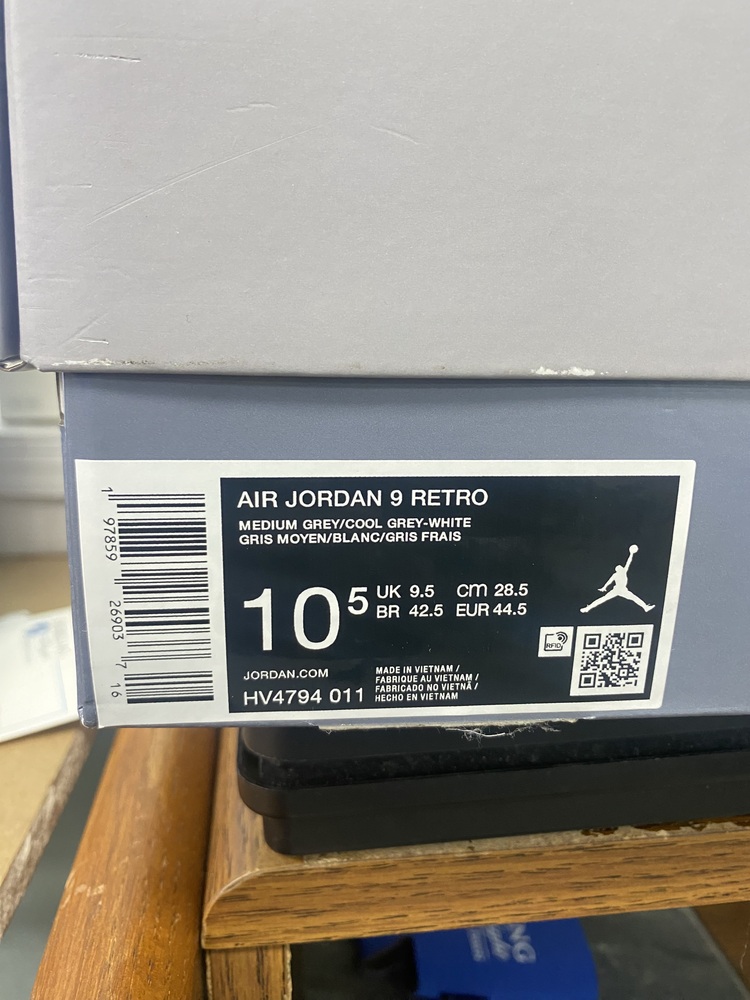 1 97859 26903 7 16
AIR JORDAN 9 RETRO
MEDIUM GREY/COOL GREY-WHITE
GRIS MOYEN/BLANC/GRIS FRAIS
10 5
UK 9.5 cm 28.5
BR 42.5 EUR 44.5
RFID
JORDAN.COM
HV4794 011
MADE IN VIETNAM /
FABRIQUE AU VIETNAM /
FABRICADO NO VIETNÃ /
HECHO EN VIETNAM